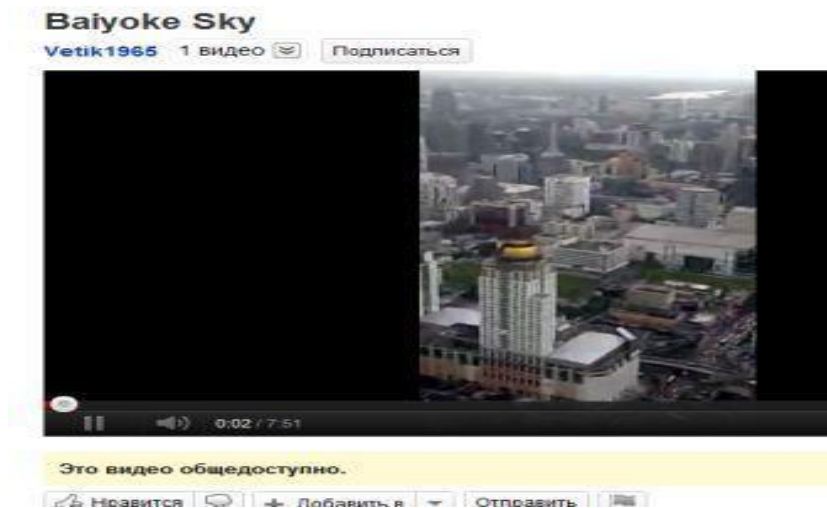 Baiyoke Sky
Vetik1965 1 видео Подписаться
0:02 / 7:51
Это видео общедоступно.
Нравится + Добавить в Отправить